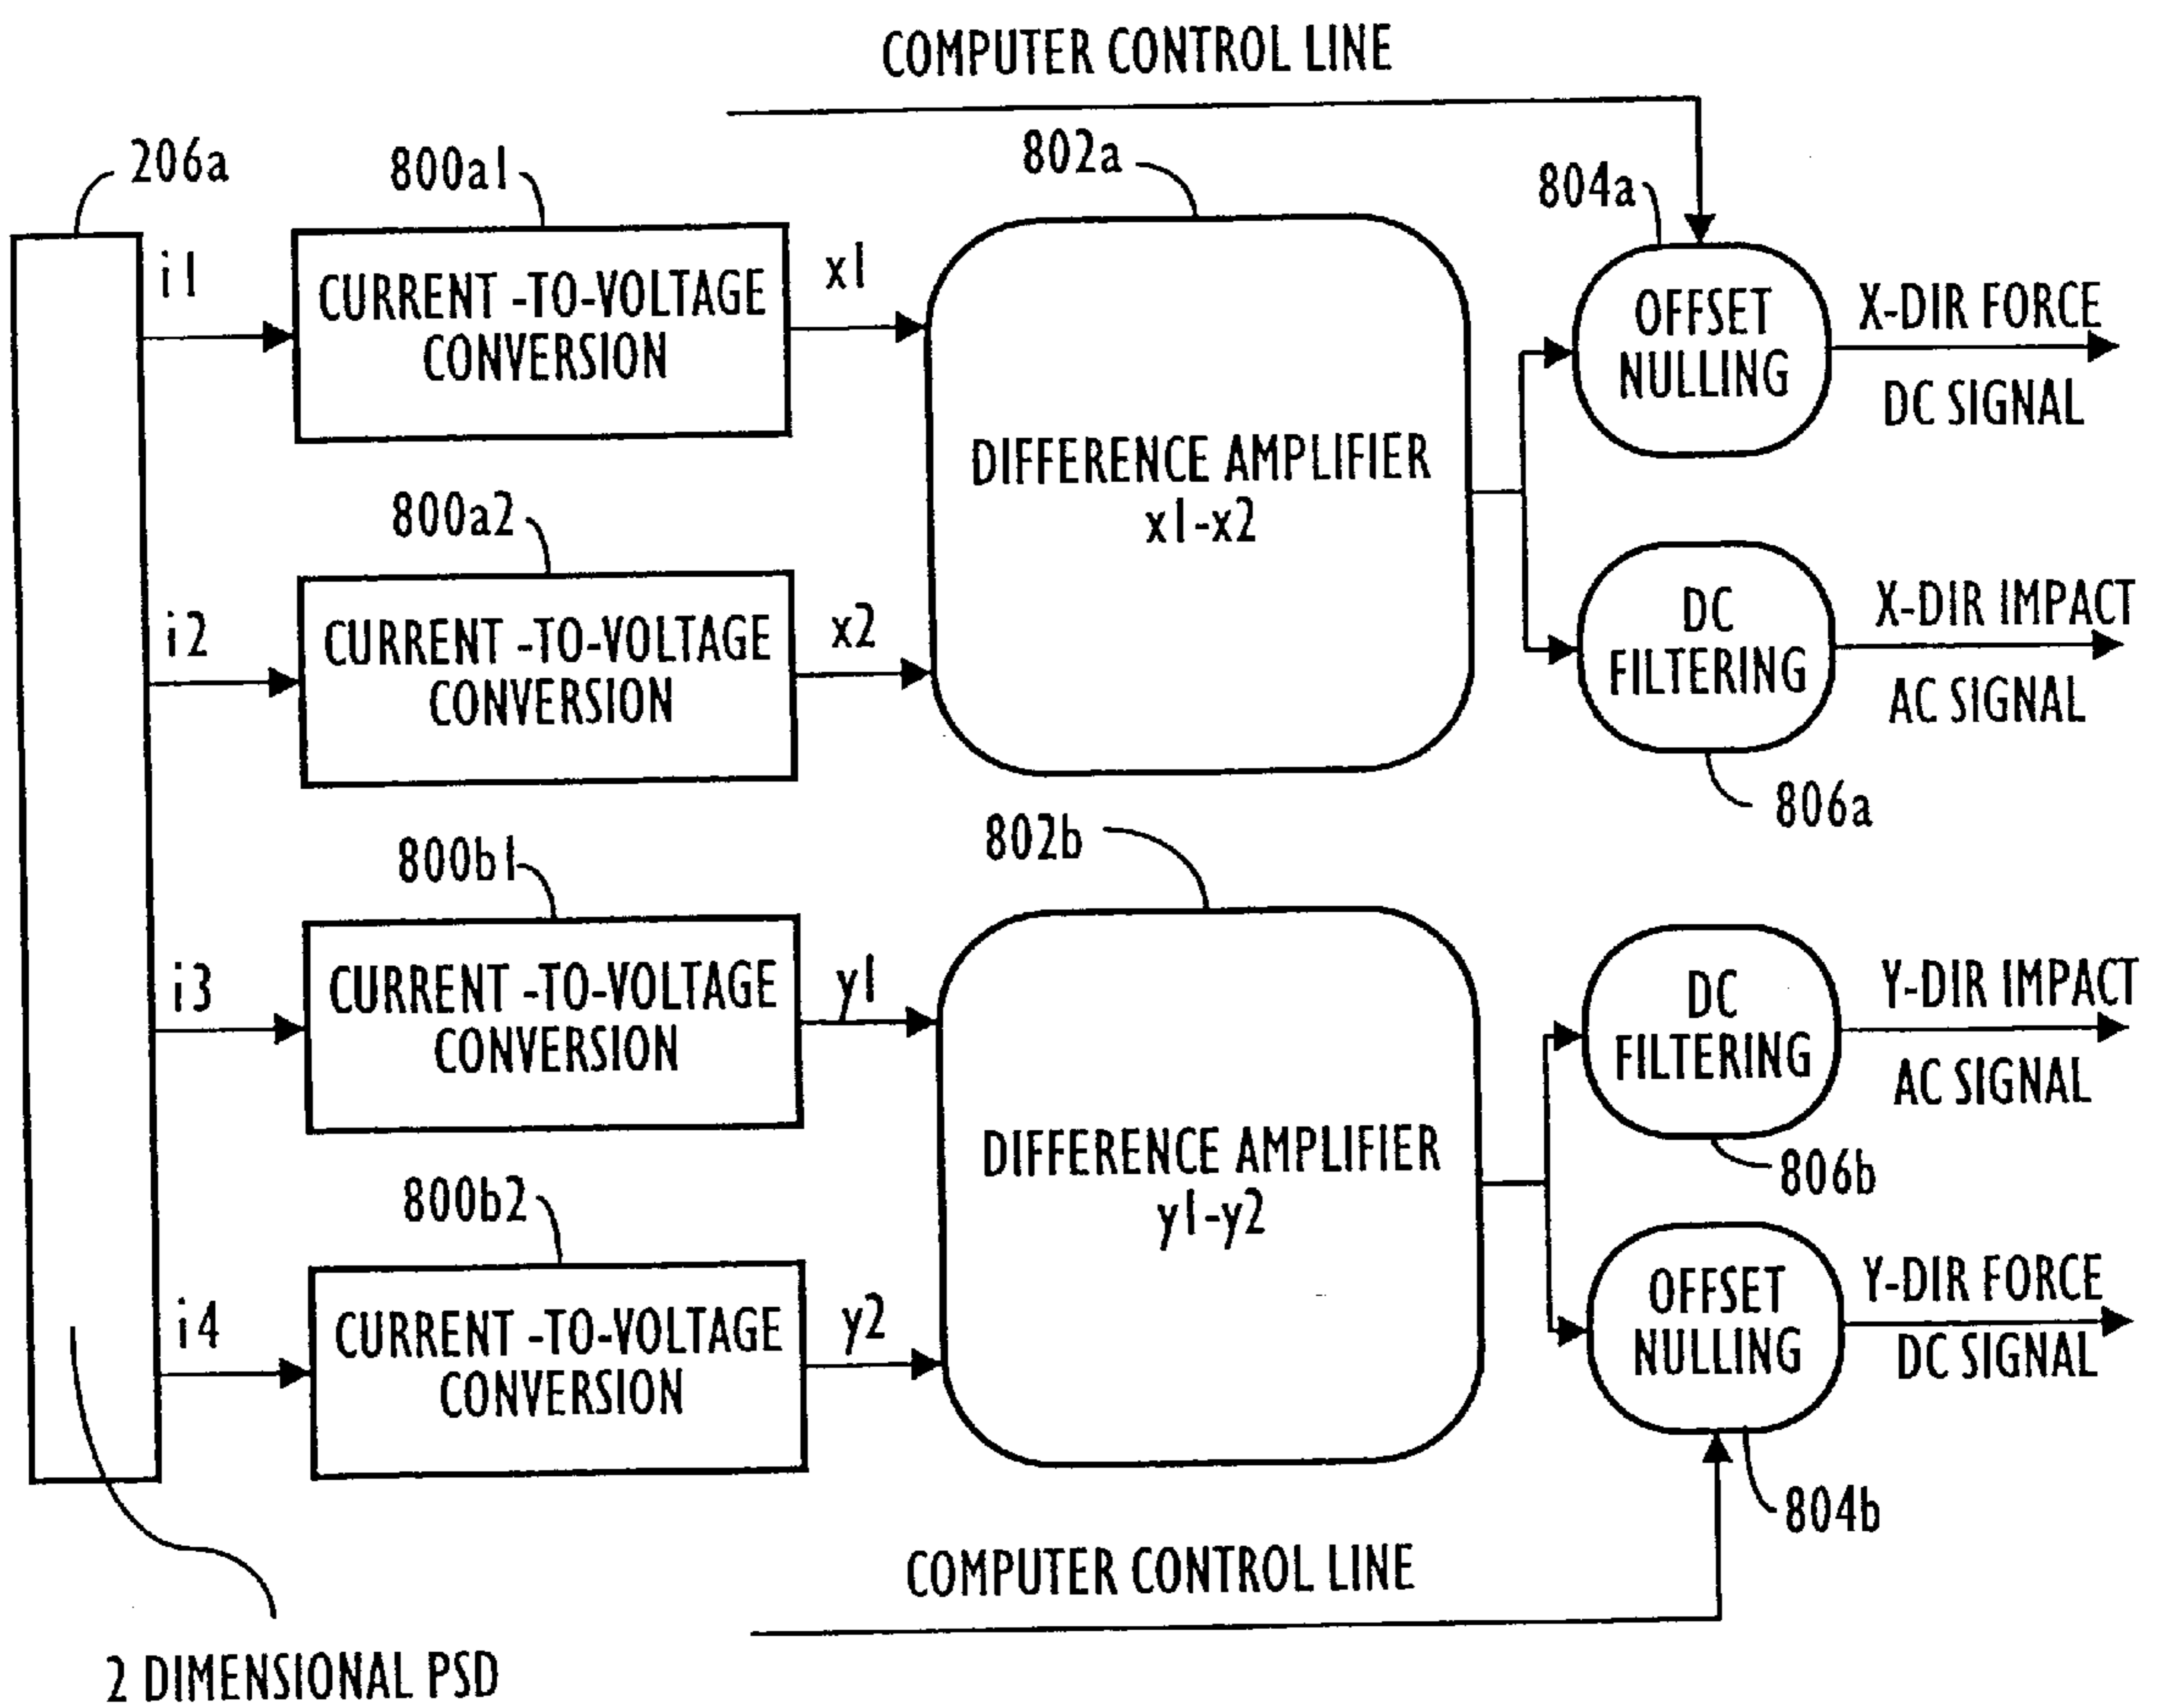 COMPUTER CONTROL LINE
206a
800a1
802a
804a
i1
CURRENT -TO-VOLTAGE
CONVERSION
x1
OFFSET
NULLING
X-DIR FORCE
DC SIGNAL
DIFFERENCE AMPLIFIER
x1-x2
800a2
i2
CURRENT -TO-VOLTAGE
CONVERSION
x2
DC
FILTERING
X-DIR IMPACT
AC SIGNAL
806a
800b1
802b
i3
CURRENT -TO-VOLTAGE
CONVERSION
y1
DC
FILTERING
Y-DIR IMPACT
AC SIGNAL
DIFFERENCE AMPLIFIER
y1-y2
806b
800b2
i4
CURRENT -TO-VOLTAGE
CONVERSION
y2
OFFSET
NULLING
Y-DIR FORCE
DC SIGNAL
804b
COMPUTER CONTROL LINE
2 DIMENSIONAL PSD